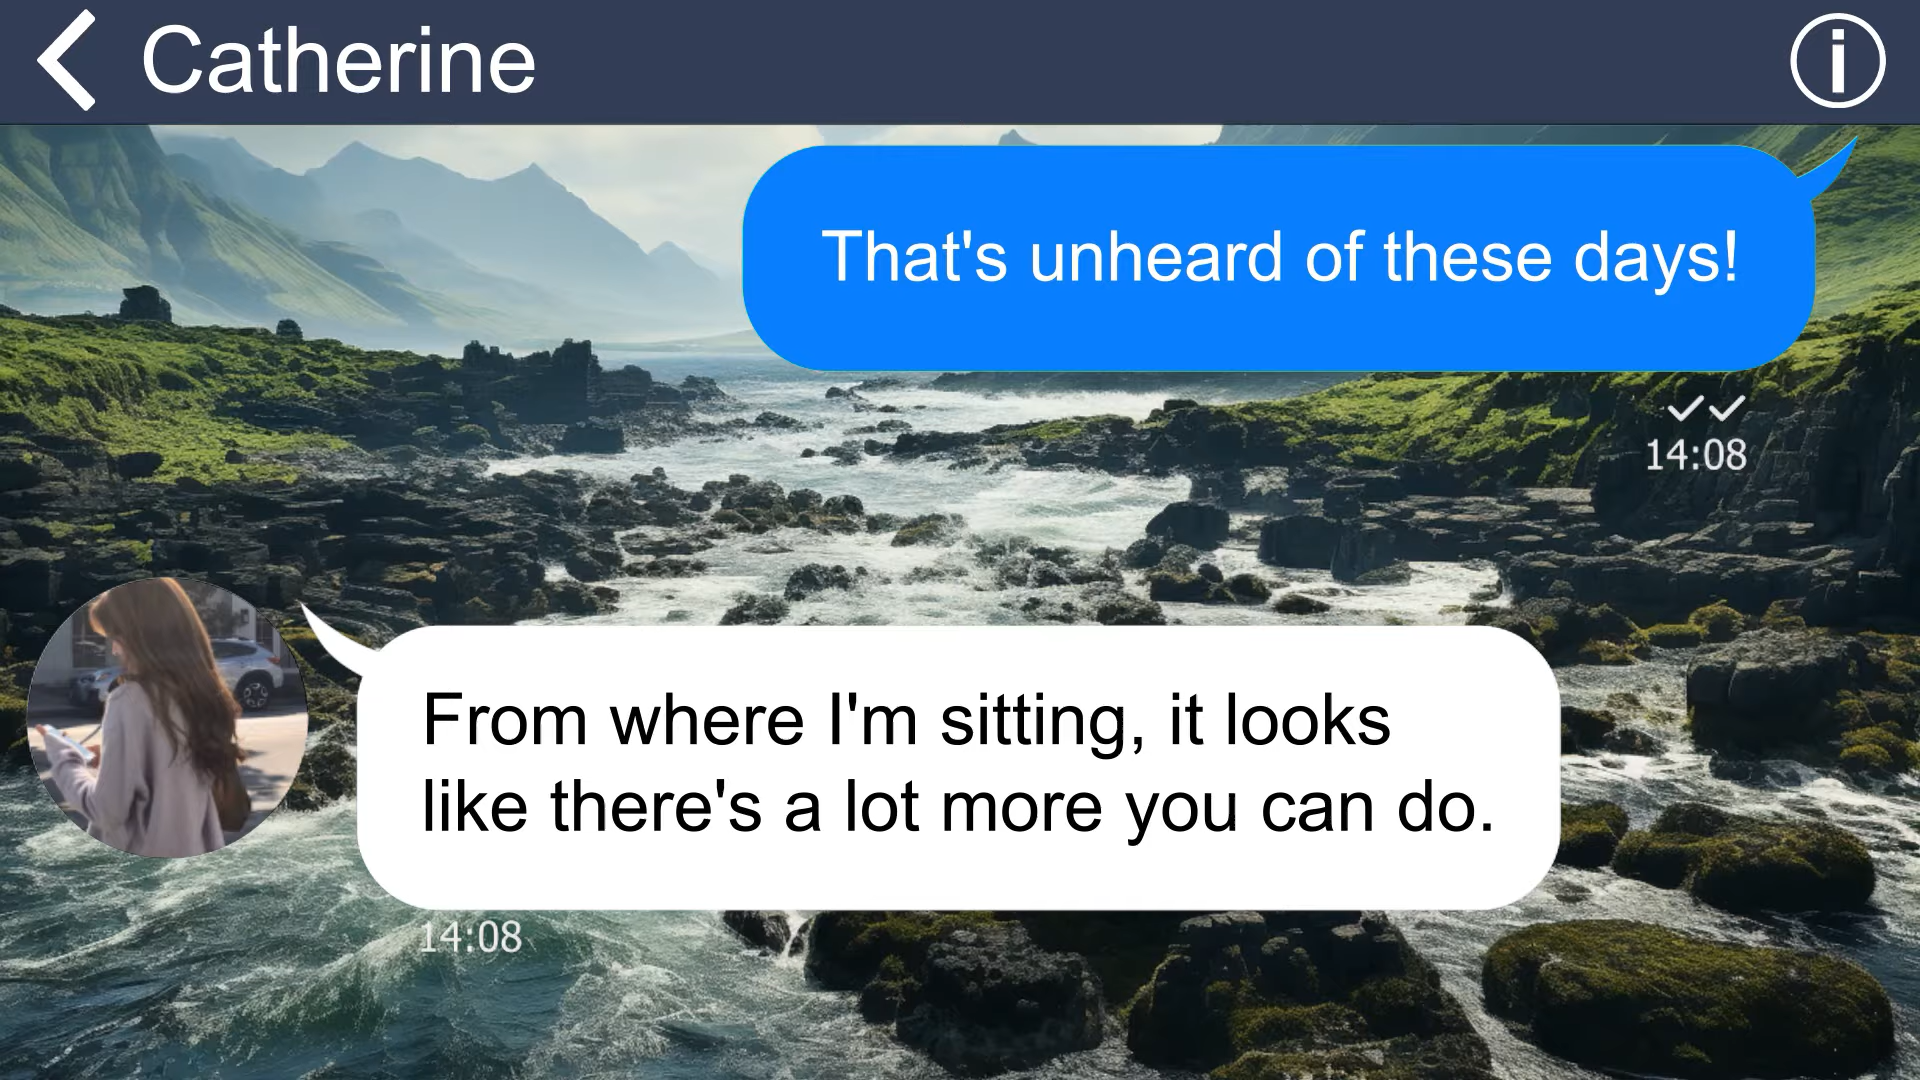 Catherine
That's unheard of these days!
14:08
From where I'm sitting, it looks
like there's a lot more you can do.
14:08